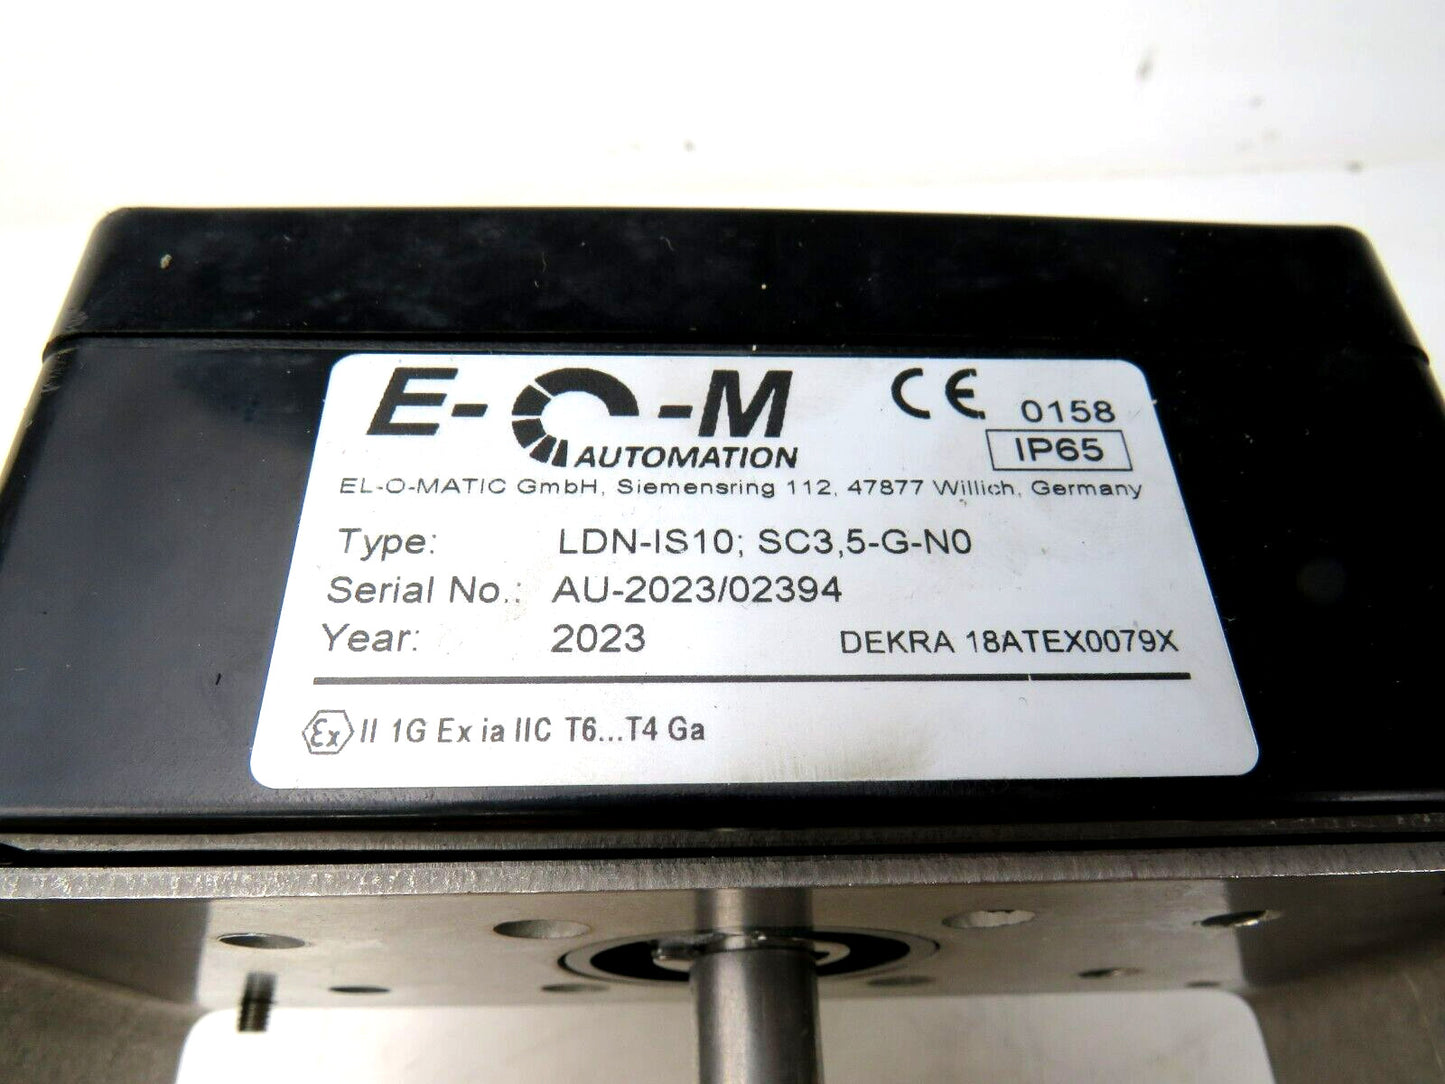 E-O-M
AUTOMATION
CE 0158
IP65
EL-O-MATIC GmbH, Siemensring 112, 47877 Willich, Germany
Type: LDN-IS10; SC3,5-G-N0
Serial No.: AU-2023/02394
Year: 2023 DEKRA 18ATEX0079X
Ex II 1G Ex ia IIC T6...T4 Ga